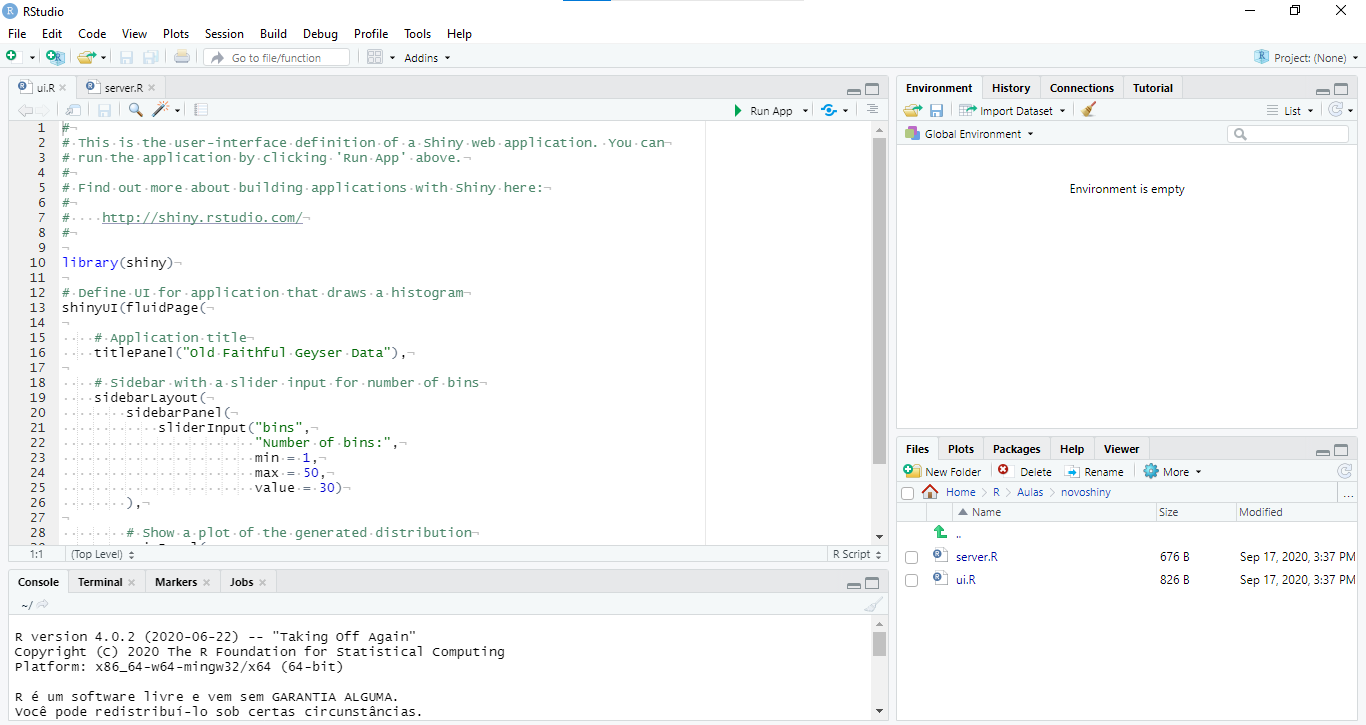 RStudio
File Edit Code View Plots Session Build Debug Profile Tools Help
Go to file/function Addins Project: (None)
ui.R server.R
Run App
1 #
2 # This is the user-interface definition of a Shiny web application. You can
3 # run the application by clicking 'Run App' above.
4 #
5 # Find out more about building applications with Shiny here:
6 #
7 #    http://shiny.rstudio.com/
8 #
9
10 library(shiny)
11
12 # Define UI for application that draws a histogram
13 shinyUI(fluidPage(
14
15     # Application title
16     titlePanel("Old Faithful Geyser Data"),
17
18     # Sidebar with a slider input for number of bins
19     sidebarLayout(
20         sidebarPanel(
21             sliderInput("bins",
22                         "Number of bins:",
23                         min = 1,
24                         max = 50,
25                         value = 30)
26         ),
27
28         # Show a plot of the generated distribution
1:1 (Top Level) R Script
Console Terminal Markers Jobs
~/
R version 4.0.2 (2020-06-22) -- "Taking Off Again"
Copyright (C) 2020 The R Foundation for Statistical Computing
Platform: x86_64-w64-mingw32/x64 (64-bit)
R é um software livre e vem sem GARANTIA ALGUMA.
Você pode redistribuí-lo sob certas circunstâncias.
Environment History Connections Tutorial
Import Dataset List
Global Environment
Environment is empty
Files Plots Packages Help Viewer
New Folder Delete Rename More
Home R Aulas novoshiny ...
Name Size Modified
..
server.R 676 B Sep 17, 2020, 3:37 PM
ui.R 826 B Sep 17, 2020, 3:37 PM